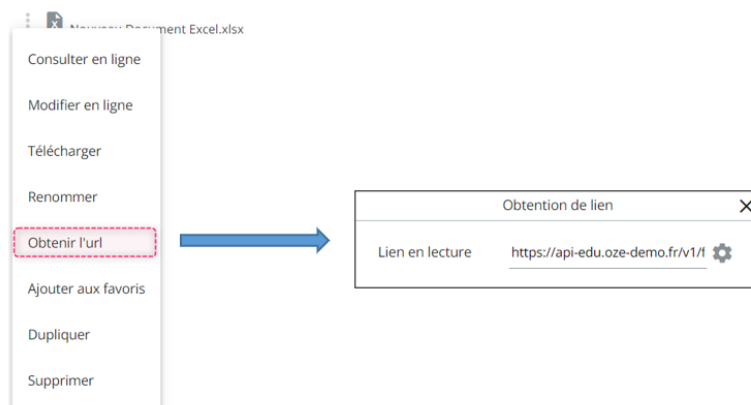 Nouveau Document Excel.xlsx
Consulter en ligne
Modifier en ligne
Télécharger
Renommer
Obtenir l'url
Ajouter aux favoris
Dupliquer
Supprimer
Obtention de lien
Lien en lecture https://api-edu.oze-demo.fr/v1/f